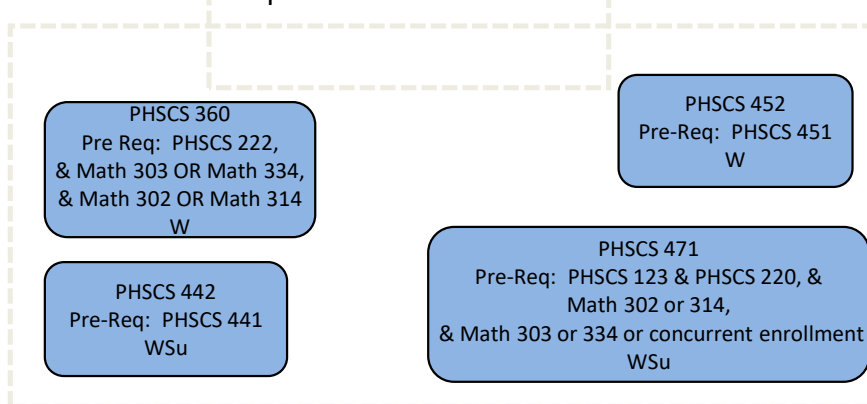 PHSCS 360
Pre Req:  PHSCS 222,
& Math 303 OR Math 334,
& Math 302 OR Math 314
W
PHSCS 452
Pre-Req:  PHSCS 451
W
PHSCS 442
Pre-Req:  PHSCS 441
WSu
PHSCS 471
Pre-Req:  PHSCS 123 & PHSCS 220, &
Math 302 or 314,
& Math 303 or 334 or concurrent enrollment
WSu